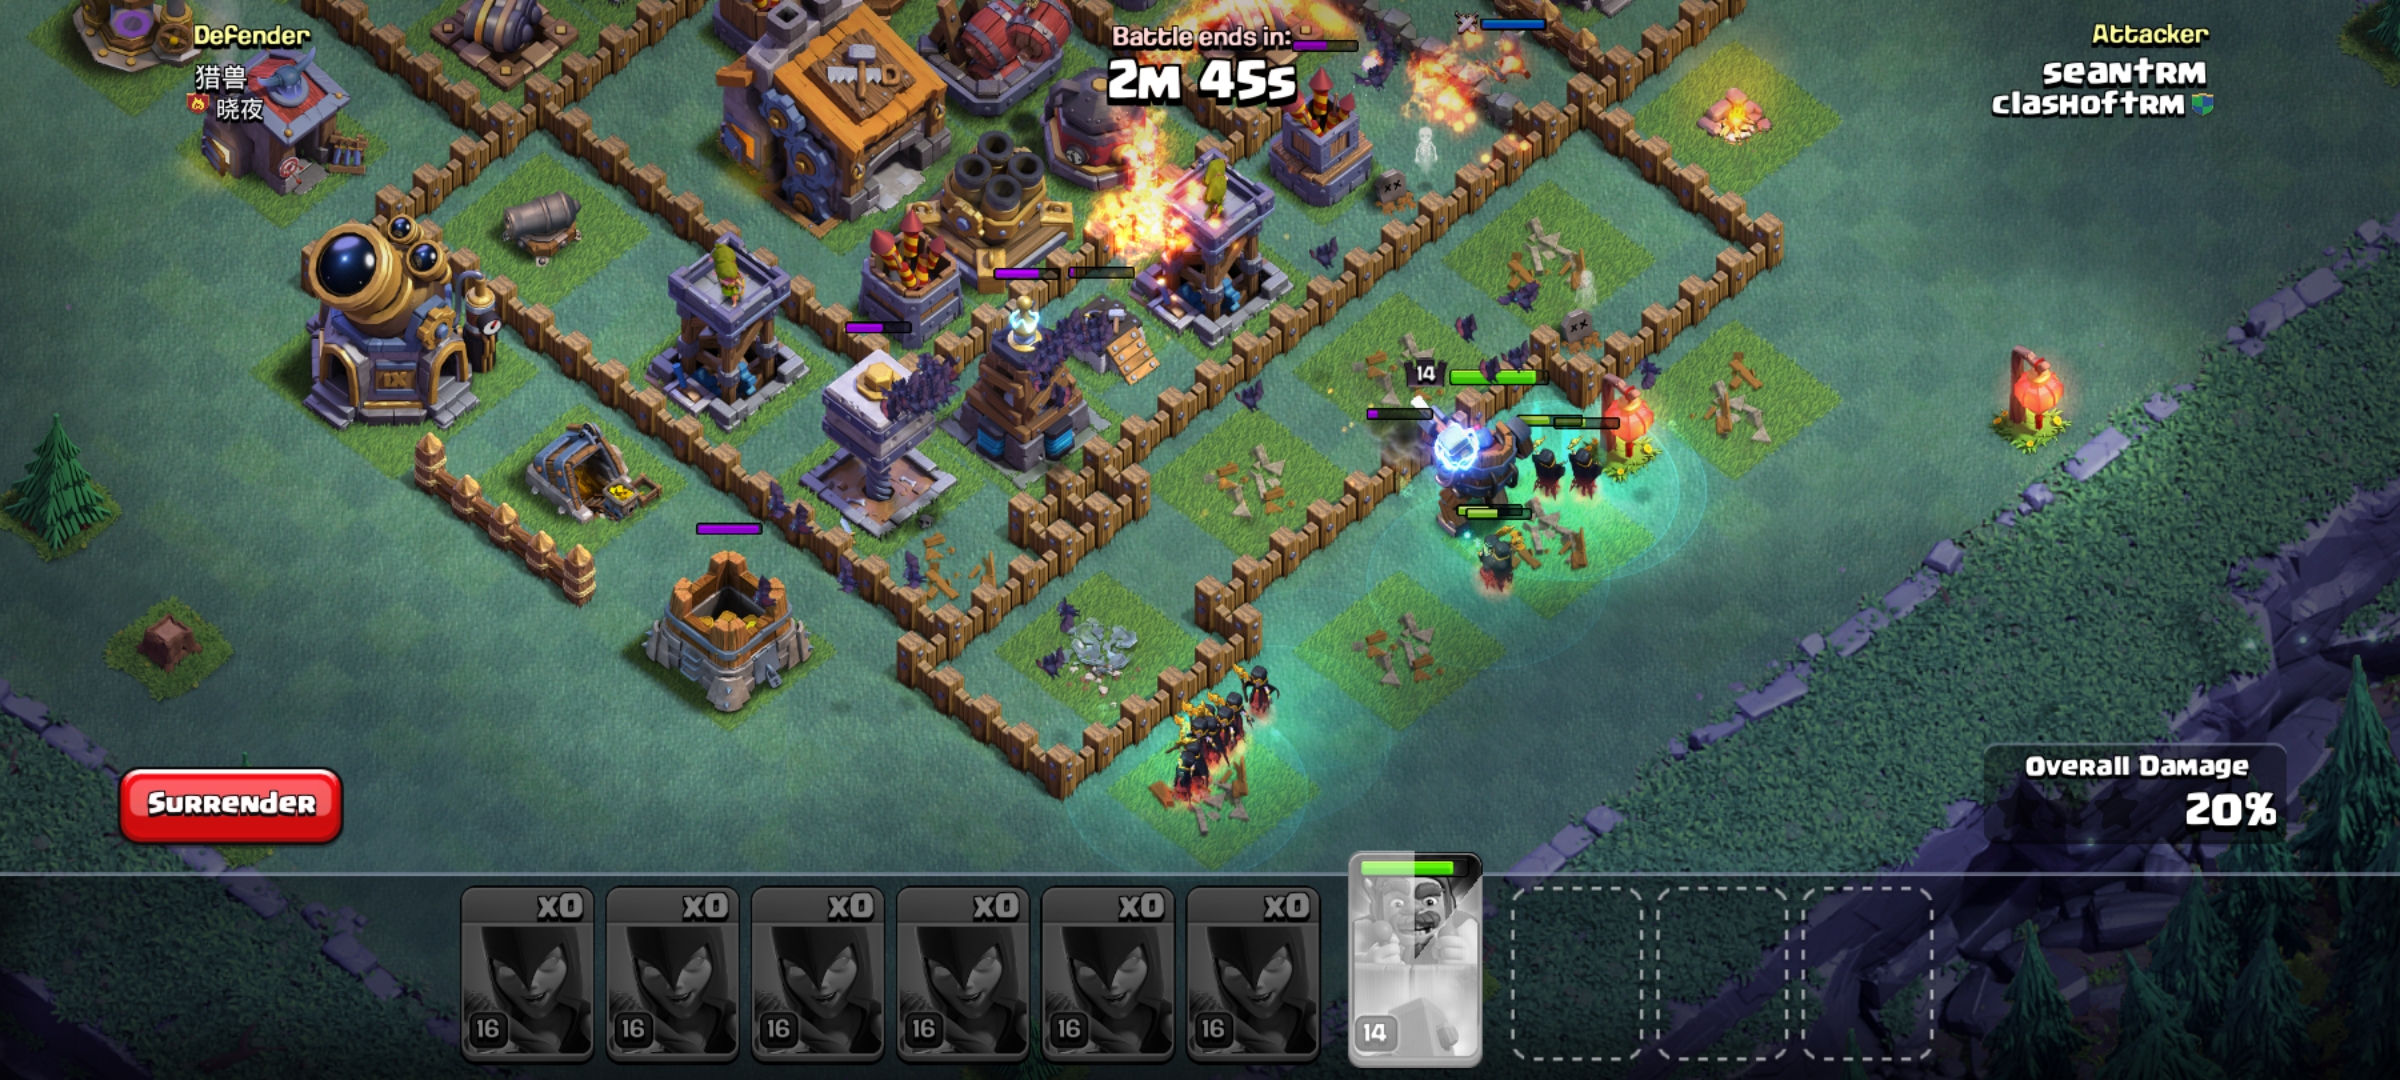 Defender
猎兽
晓夜
Battle ends in:
2M 45s
Attacker
seantrm
clashoftrm
14
IX
Surrender
Overall Damage
20%
x0 x0 x0 x0 x0 x0
16 16 16 16 16 16 14